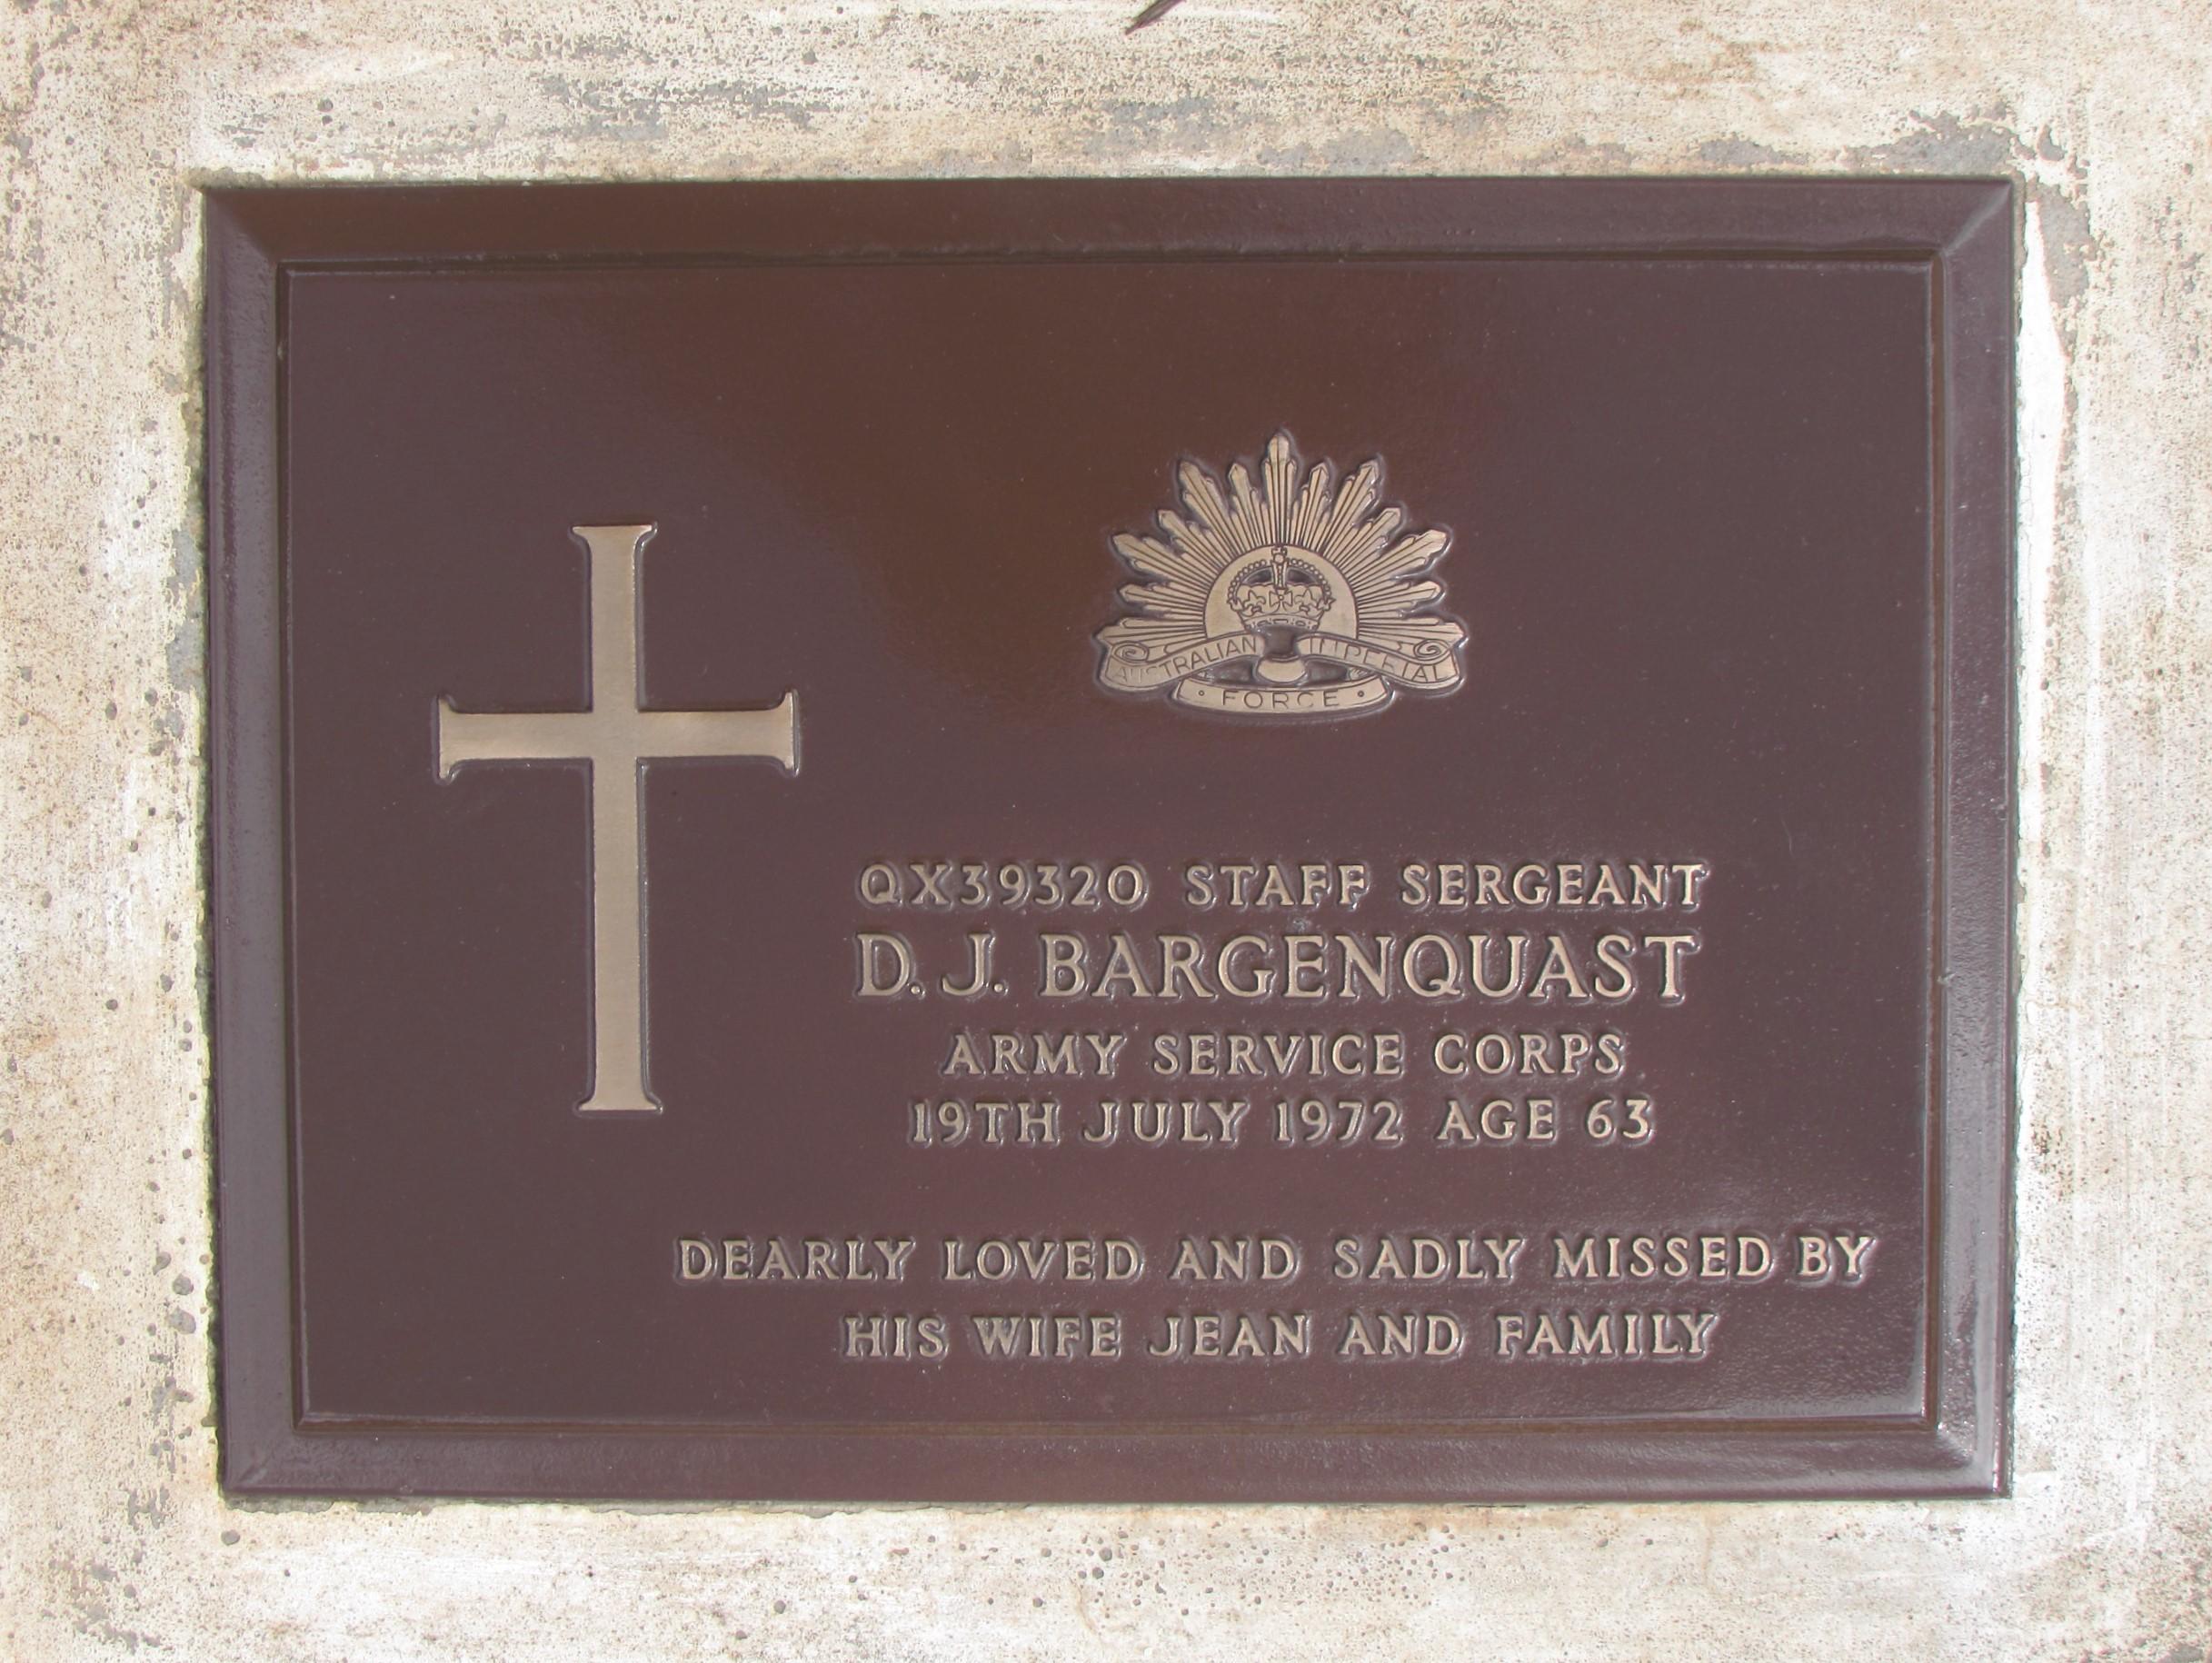 AUSTRALIAN IMPERIAL
FORCE
QX39320 STAFF SERGEANT
D. J. BARGENQUAST
ARMY SERVICE CORPS
19TH JULY 1972 AGE 63
DEARLY LOVED AND SADLY MISSED BY
HIS WIFE JEAN AND FAMILY